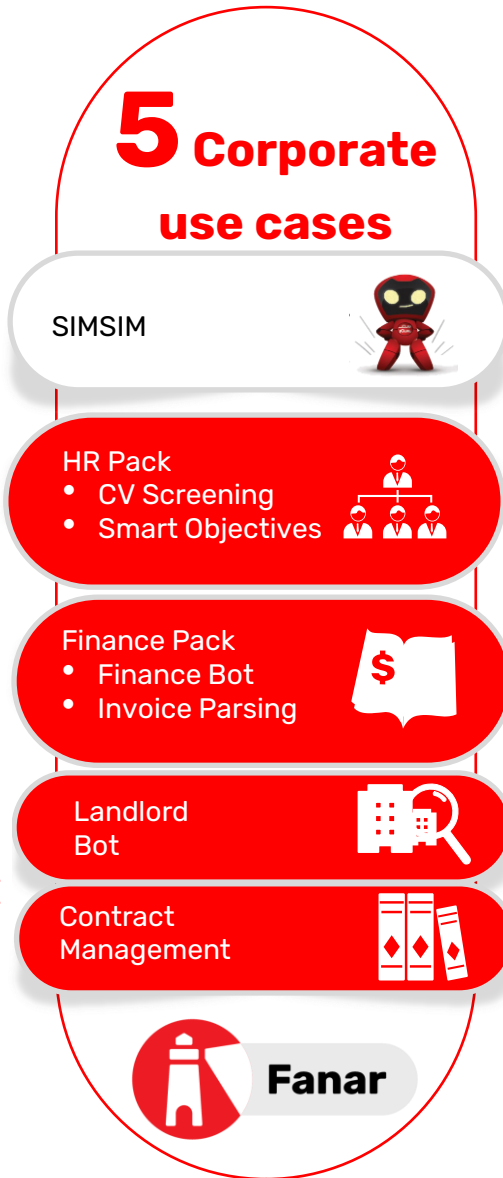 5 Corporate
use cases
SIMSIM
HR Pack
• CV Screening
• Smart Objectives
Finance Pack
• Finance Bot
• Invoice Parsing
$
Landlord
Bot
Contract
Management
Fanar